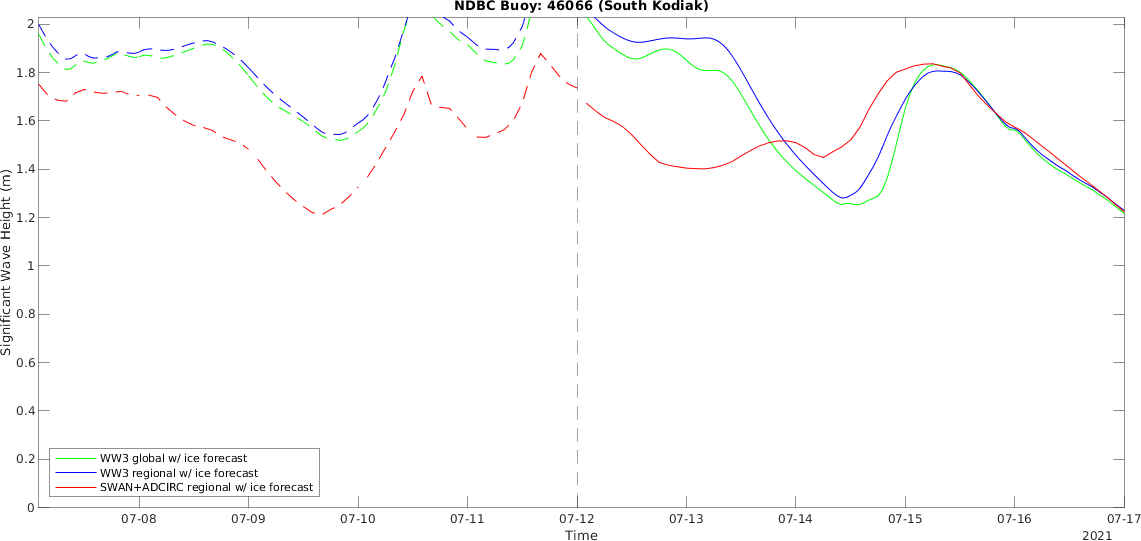 NDBC Buoy: 46066 (South Kodiak)
2
1.8
1.6
1.4
1.2
1
0.8
0.6
0.4
0.2
0
Significant Wave Height (m)
WW3 global w/ ice forecast
WW3 regional w/ ice forecast
SWAN+ADCIRC regional w/ ice forecast
07-08 07-09 07-10 07-11 07-12 07-13 07-14 07-15 07-16 07-17
Time
2021